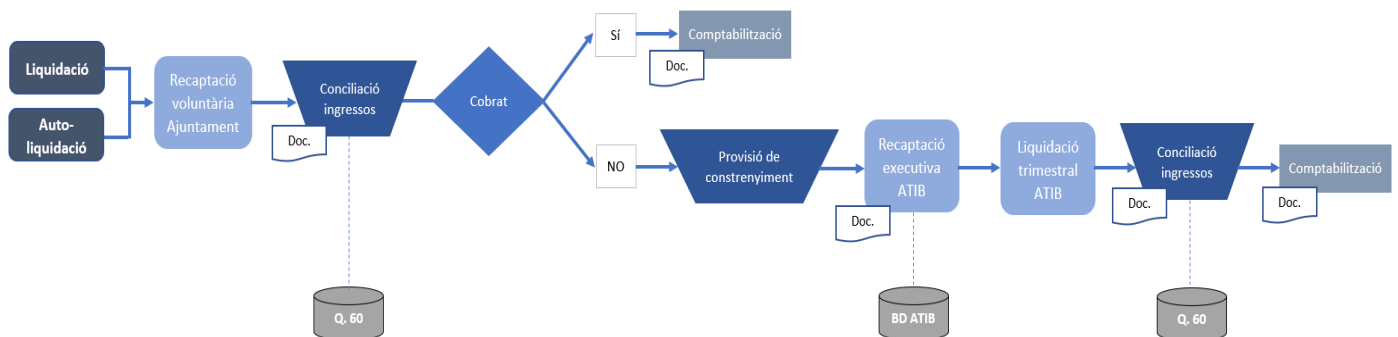 Liquidació
Auto-
liquidació
Recaptació
voluntària
Ajuntament
Conciliació
ingressos
Doc.
Q. 60
Cobrat
Sí
Comptabilització
Doc.
NO
Provisió de
constrenyiment
Recaptació
executiva
ATIB
Doc.
BD ATIB
Liquidació
trimestral
ATIB
Conciliació
ingressos
Doc.
Q. 60
Comptabilització
Doc.